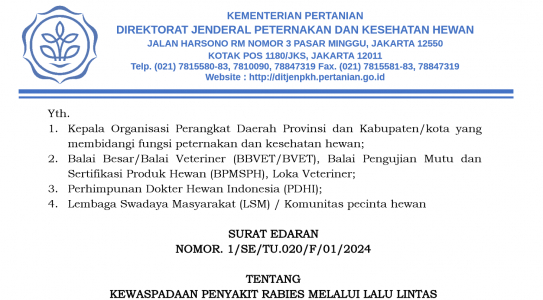 KEMENTERIAN PERTANIAN
DIREKTORAT JENDERAL PETERNAKAN DAN KESEHATAN HEWAN
JALAN HARSONO RM NOMOR 3 PASAR MINGGU, JAKARTA 12550
KOTAK POS 1180/JKS, JAKARTA 12011
Telp. (021) 7815580-83, 7810090, 78847319 Fax. (021) 7815581-83, 78847319
Website : http://ditjenpkh.pertanian.go.id
Yth.
1. Kepala Organisasi Perangkat Daerah Provinsi dan Kabupaten/kota yang
membidangi fungsi peternakan dan kesehatan hewan;
2. Balai Besar/Balai Veteriner (BBVET/BVET), Balai Pengujian Mutu dan
Sertifikasi Produk Hewan (BPMSPH), Loka Veteriner;
3. Perhimpunan Dokter Hewan Indonesia (PDHI);
4. Lembaga Swadaya Masyarakat (LSM) / Komunitas pecinta hewan
SURAT EDARAN
NOMOR. 1/SE/TU.020/F/01/2024
TENTANG
KEWASPADAAN PENYAKIT RABIES MELALUI LALU LINTAS